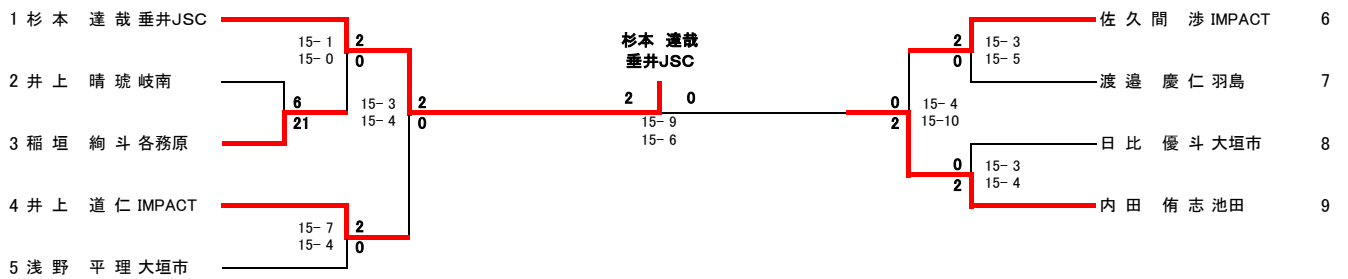 1 杉 本 達 哉 垂井JSC
15- 1
15- 0
2
0
2 井 上 晴 琥 岐南
6
21
3 稲 垣 絢 斗 各務原
15- 3
15- 4
2
0
4 井 上 道 仁 IMPACT
15- 7
15- 4
2
0
5 浅 野 平 理 大垣市
杉本 達哉
垂井JSC
2 0
15- 9
15- 6
佐 久 間 渉 IMPACT 6
2
0
15- 3
15- 5
渡 邉 慶 仁 羽島 7
0
2
15- 4
15-10
日 比 優 斗 大垣市 8
0
2
15- 3
15- 4
内 田 侑 志 池田 9